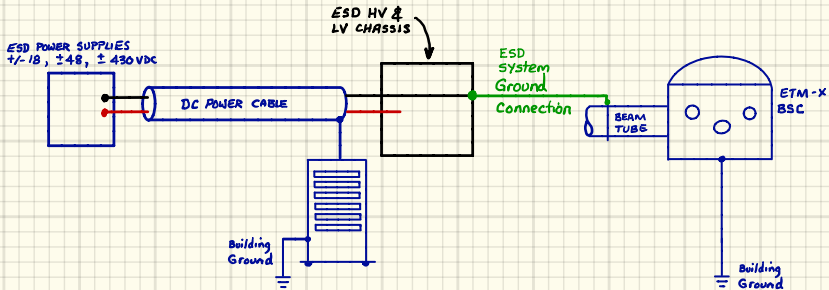 ESD HV &
LV CHASSIS
ESD POWER SUPPLIES
+/-18, ±48, ± 430VDC
DC POWER CABLE
ESD
System
Ground
Connection
BEAM
TUBE
ETM-X
BSC
Building
Ground
Building
Ground